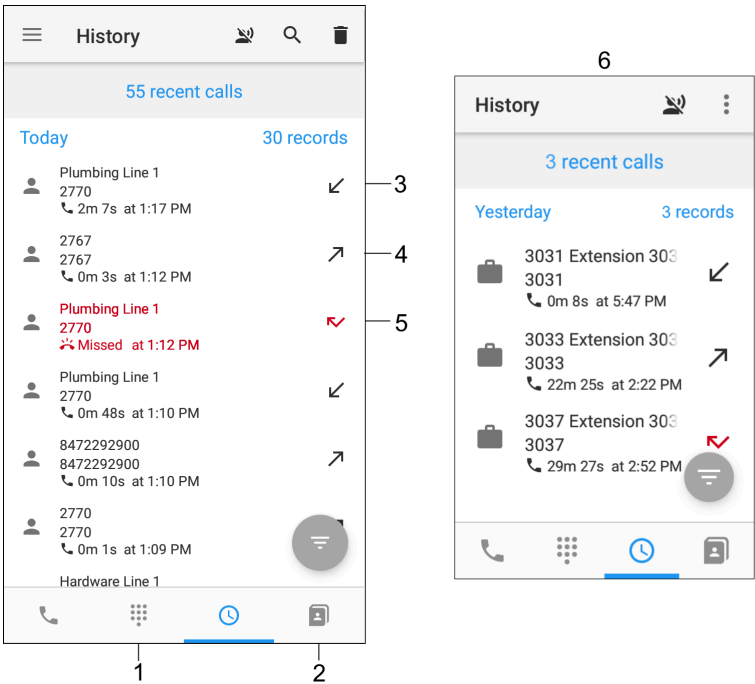 History
55 recent calls
Today 30 records
Plumbing Line 1
2770
2m 7s at 1:17 PM
3
2767
2767
0m 3s at 1:12 PM
4
Plumbing Line 1
2770
Missed at 1:12 PM
5
Plumbing Line 1
2770
0m 48s at 1:10 PM
8472292900
8472292900
0m 10s at 1:10 PM
2770
2770
0m 1s at 1:09 PM
Hardware Line 1
1
2
6
History
3 recent calls
Yesterday 3 records
3031 Extension 303
3031
0m 8s at 5:47 PM
3033 Extension 303
3033
22m 25s at 2:22 PM
3037 Extension 303
3037
29m 27s at 2:52 PM